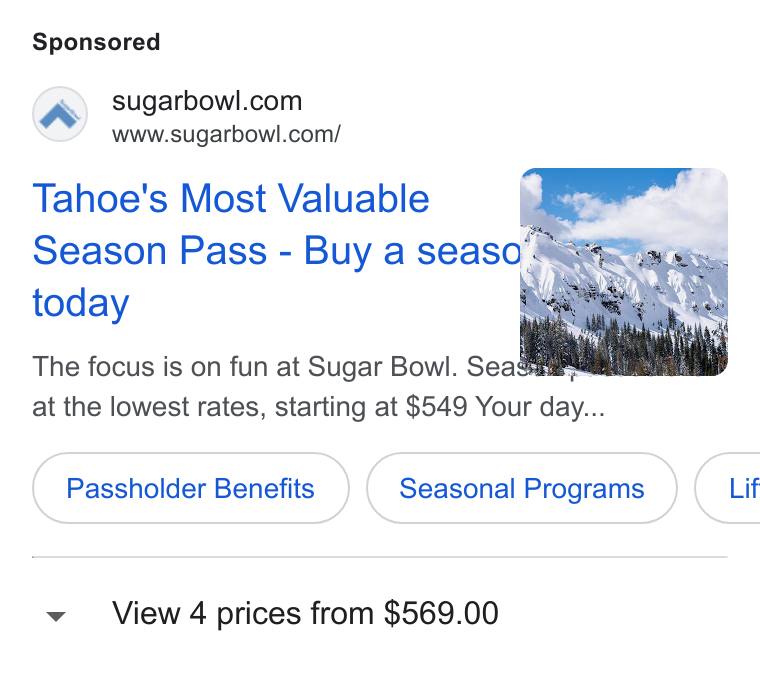 Sponsored
sugarbowl.com
www.sugarbowl.com/
Tahoe's Most Valuable
Season Pass - Buy a seaso
today
The focus is on fun at Sugar Bowl. Seas
at the lowest rates, starting at $549 Your day...
Passholder Benefits
Seasonal Programs
Lif
View 4 prices from $569.00